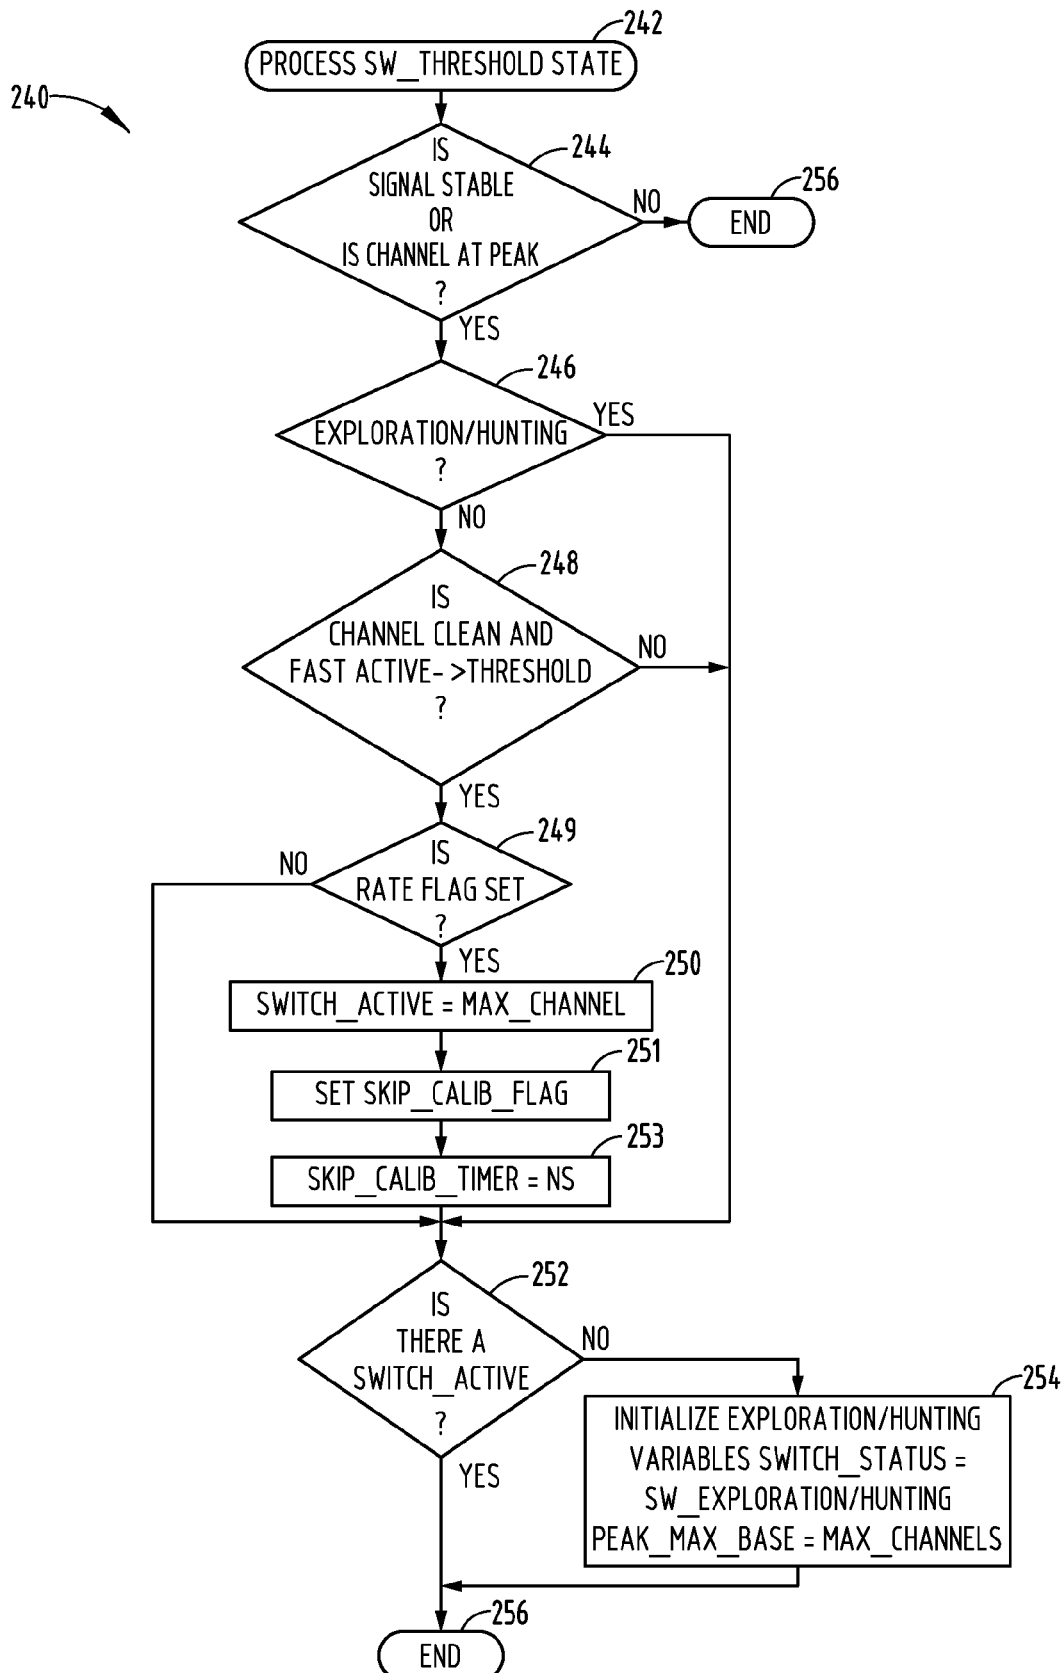 242
PROCESS SW_THRESHOLD STATE
240
IS
SIGNAL STABLE
OR
IS CHANNEL AT PEAK
?
244
NO
256
END
YES
246
EXPLORATION/HUNTING
?
YES
NO
248
IS
CHANNEL CLEAN AND
FAST ACTIVE- >THRESHOLD
?
NO
YES
249
IS
RATE FLAG SET
?
NO
YES
250
SWITCH_ACTIVE = MAX_CHANNEL
251
SET SKIP_CALIB_FLAG
253
SKIP_CALIB_TIMER = NS
252
IS
THERE A
SWITCH_ACTIVE
?
NO
YES
254
INITIALIZE EXPLORATION/HUNTING
VARIABLES SWITCH_STATUS =
SW_EXPLORATION/HUNTING
PEAK_MAX_BASE = MAX_CHANNELS
256
END